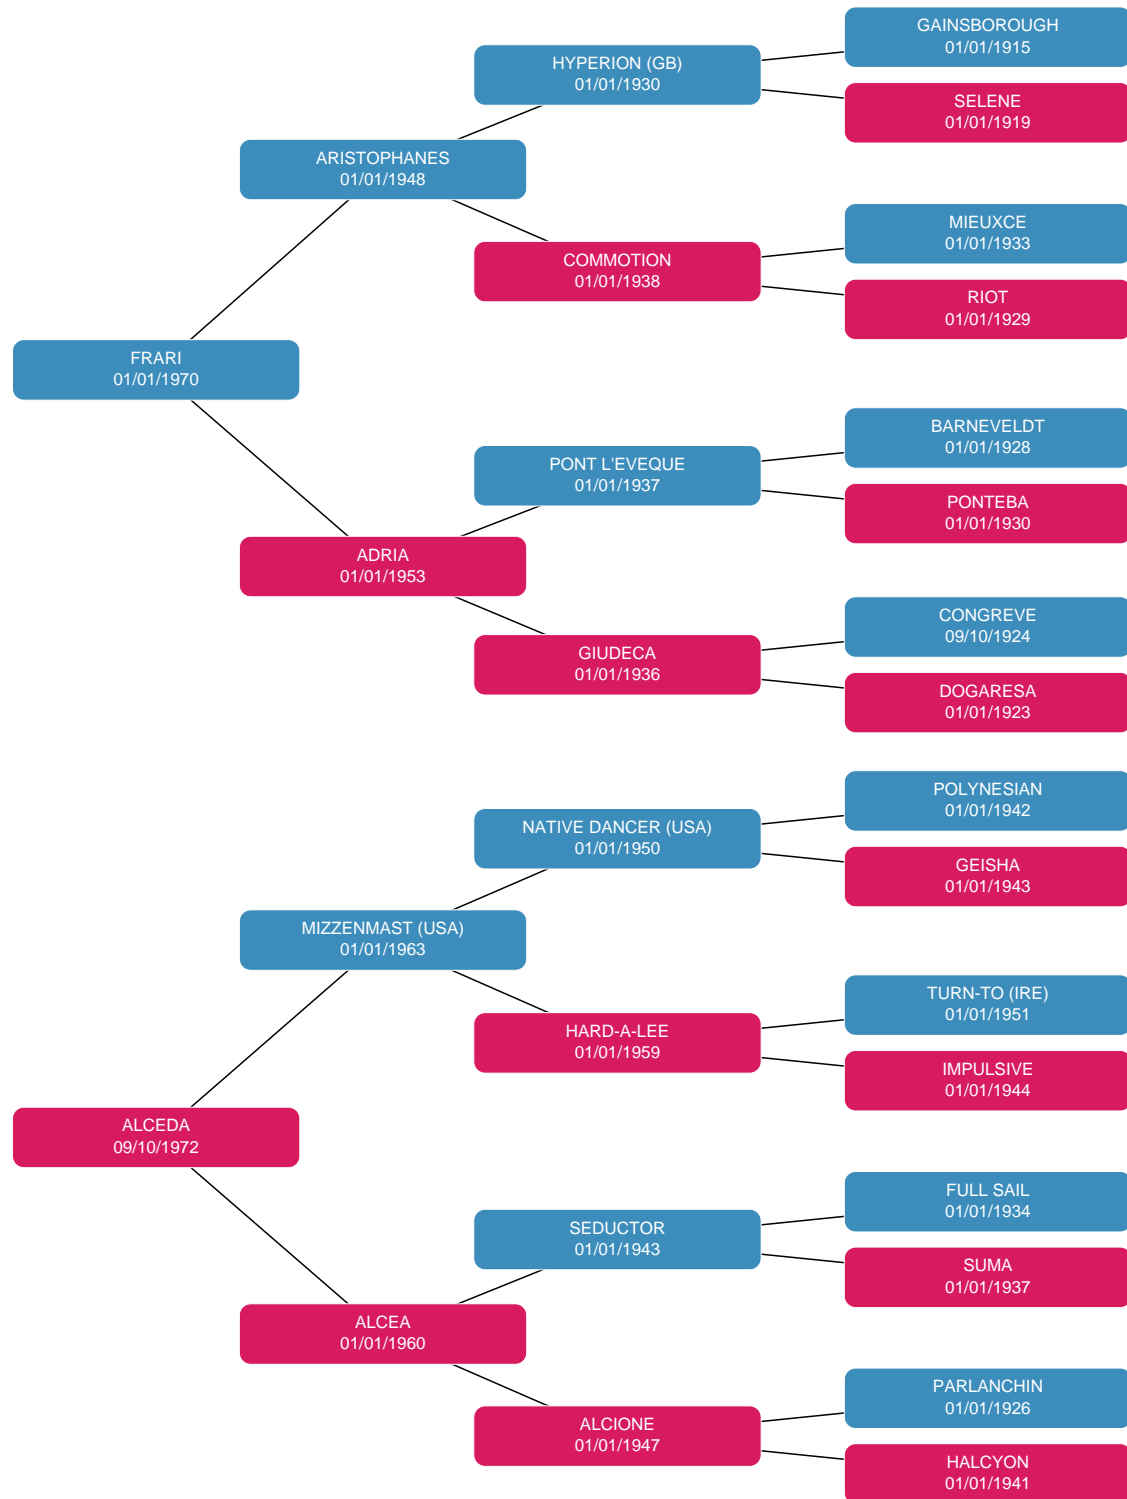 GAINSBOROUGH
01/01/1915
HYPERION (GB)
01/01/1930
SELENE
01/01/1919
ARISTOPHANES
01/01/1948
MIEUXCE
01/01/1933
COMMOTION
01/01/1938
RIOT
01/01/1929
FRARI
01/01/1970
BARNEVELDT
01/01/1928
PONT L'EVEQUE
01/01/1937
PONTEBA
01/01/1930
ADRIA
01/01/1953
CONGREVE
09/10/1924
GIUDECA
01/01/1936
DOGARESA
01/01/1923
POLYNESIAN
01/01/1942
NATIVE DANCER (USA)
01/01/1950
GEISHA
01/01/1943
MIZZENMAST (USA)
01/01/1963
TURN-TO (IRE)
01/01/1951
HARD-A-LEE
01/01/1959
IMPULSIVE
01/01/1944
ALCEDA
09/10/1972
FULL SAIL
01/01/1934
SEDUCTOR
01/01/1943
SUMA
01/01/1937
ALCEA
01/01/1960
PARLANCHIN
01/01/1926
ALCIONE
01/01/1947
HALCYON
01/01/1941